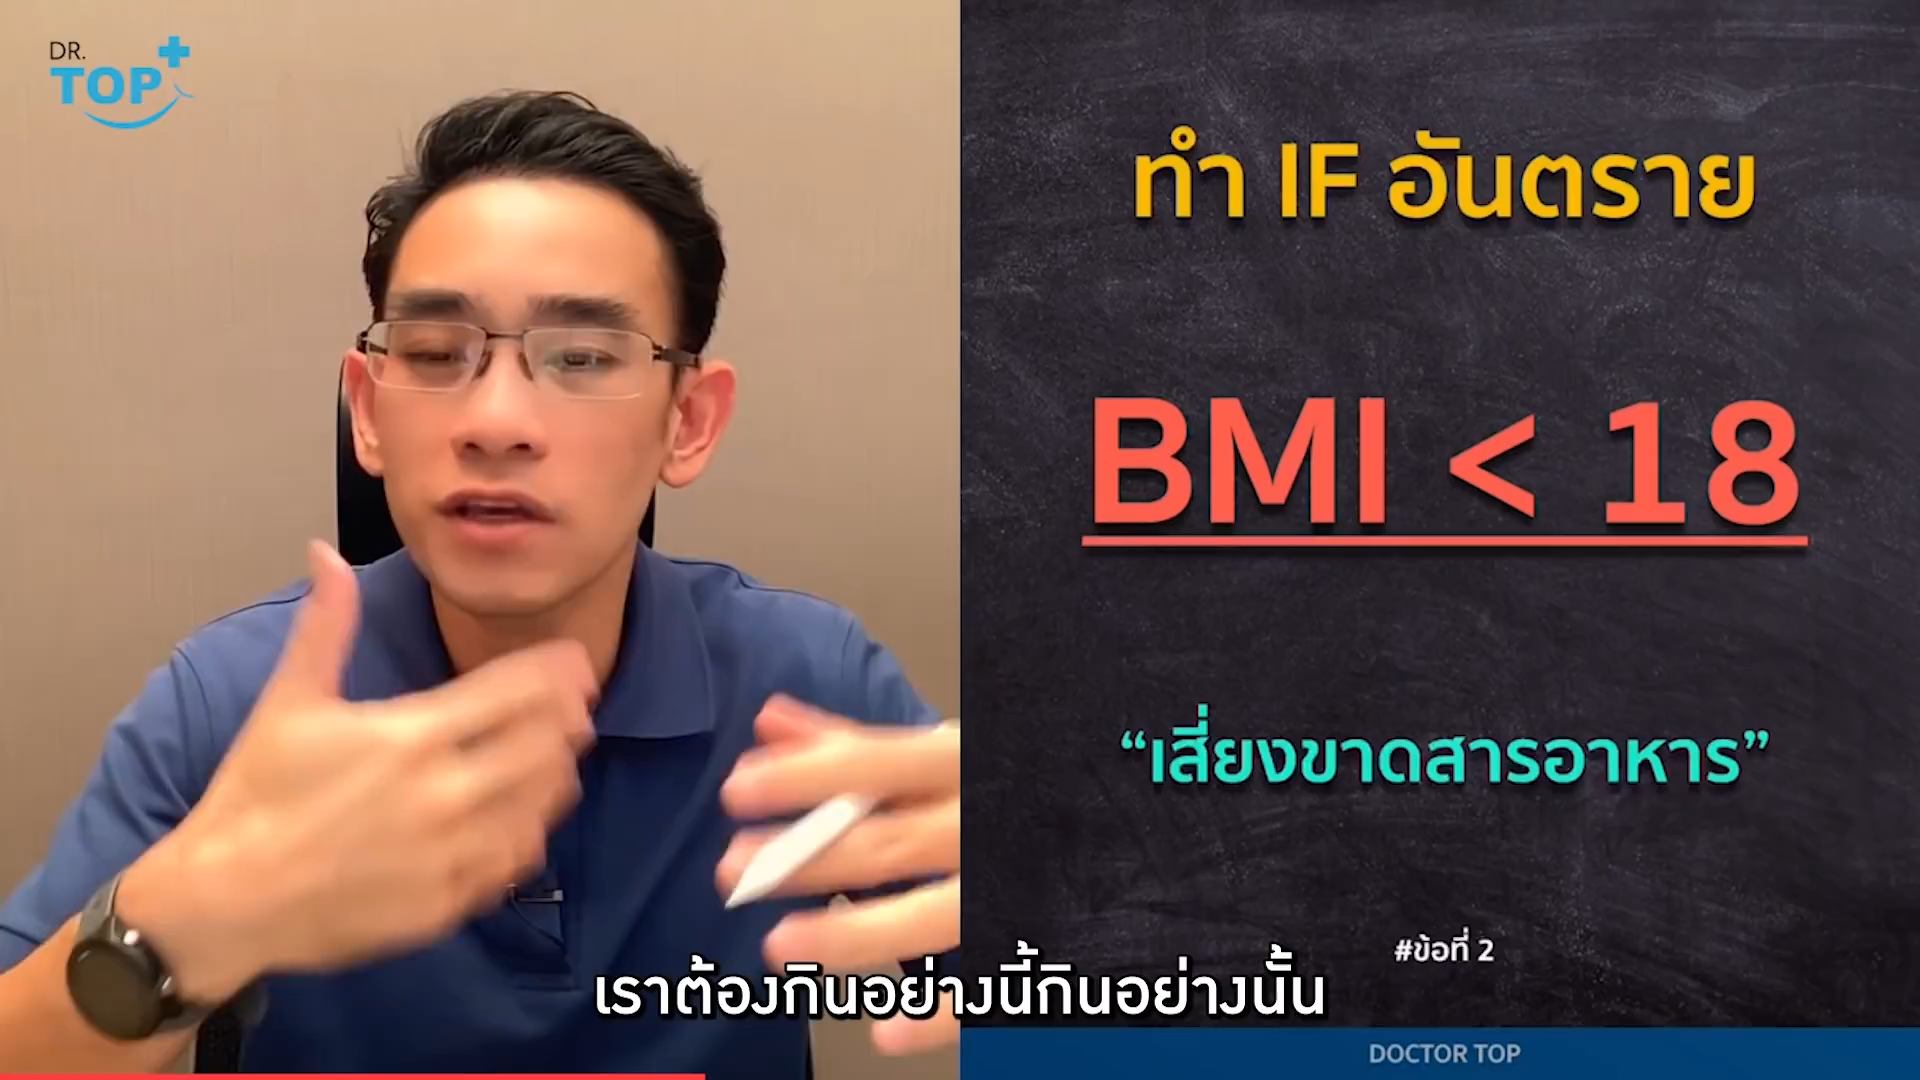 DR.
TOP
ทำ IF อันตราย
BMI < 18
“เสี่ยงขาดสารอาหาร”
#ข้อที่ 2
เราต้องกินอย่างนี้กินอย่างนั้น
DOCTOR TOP